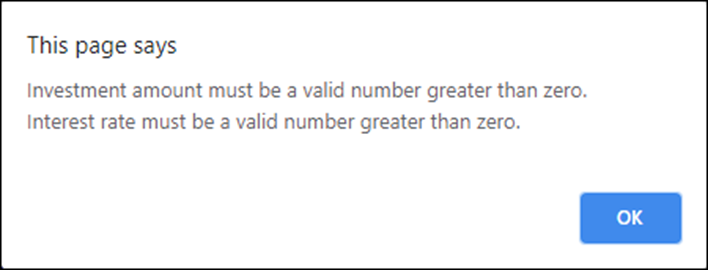 This page says
Investment amount must be a valid number greater than zero.
Interest rate must be a valid number greater than zero.
OK